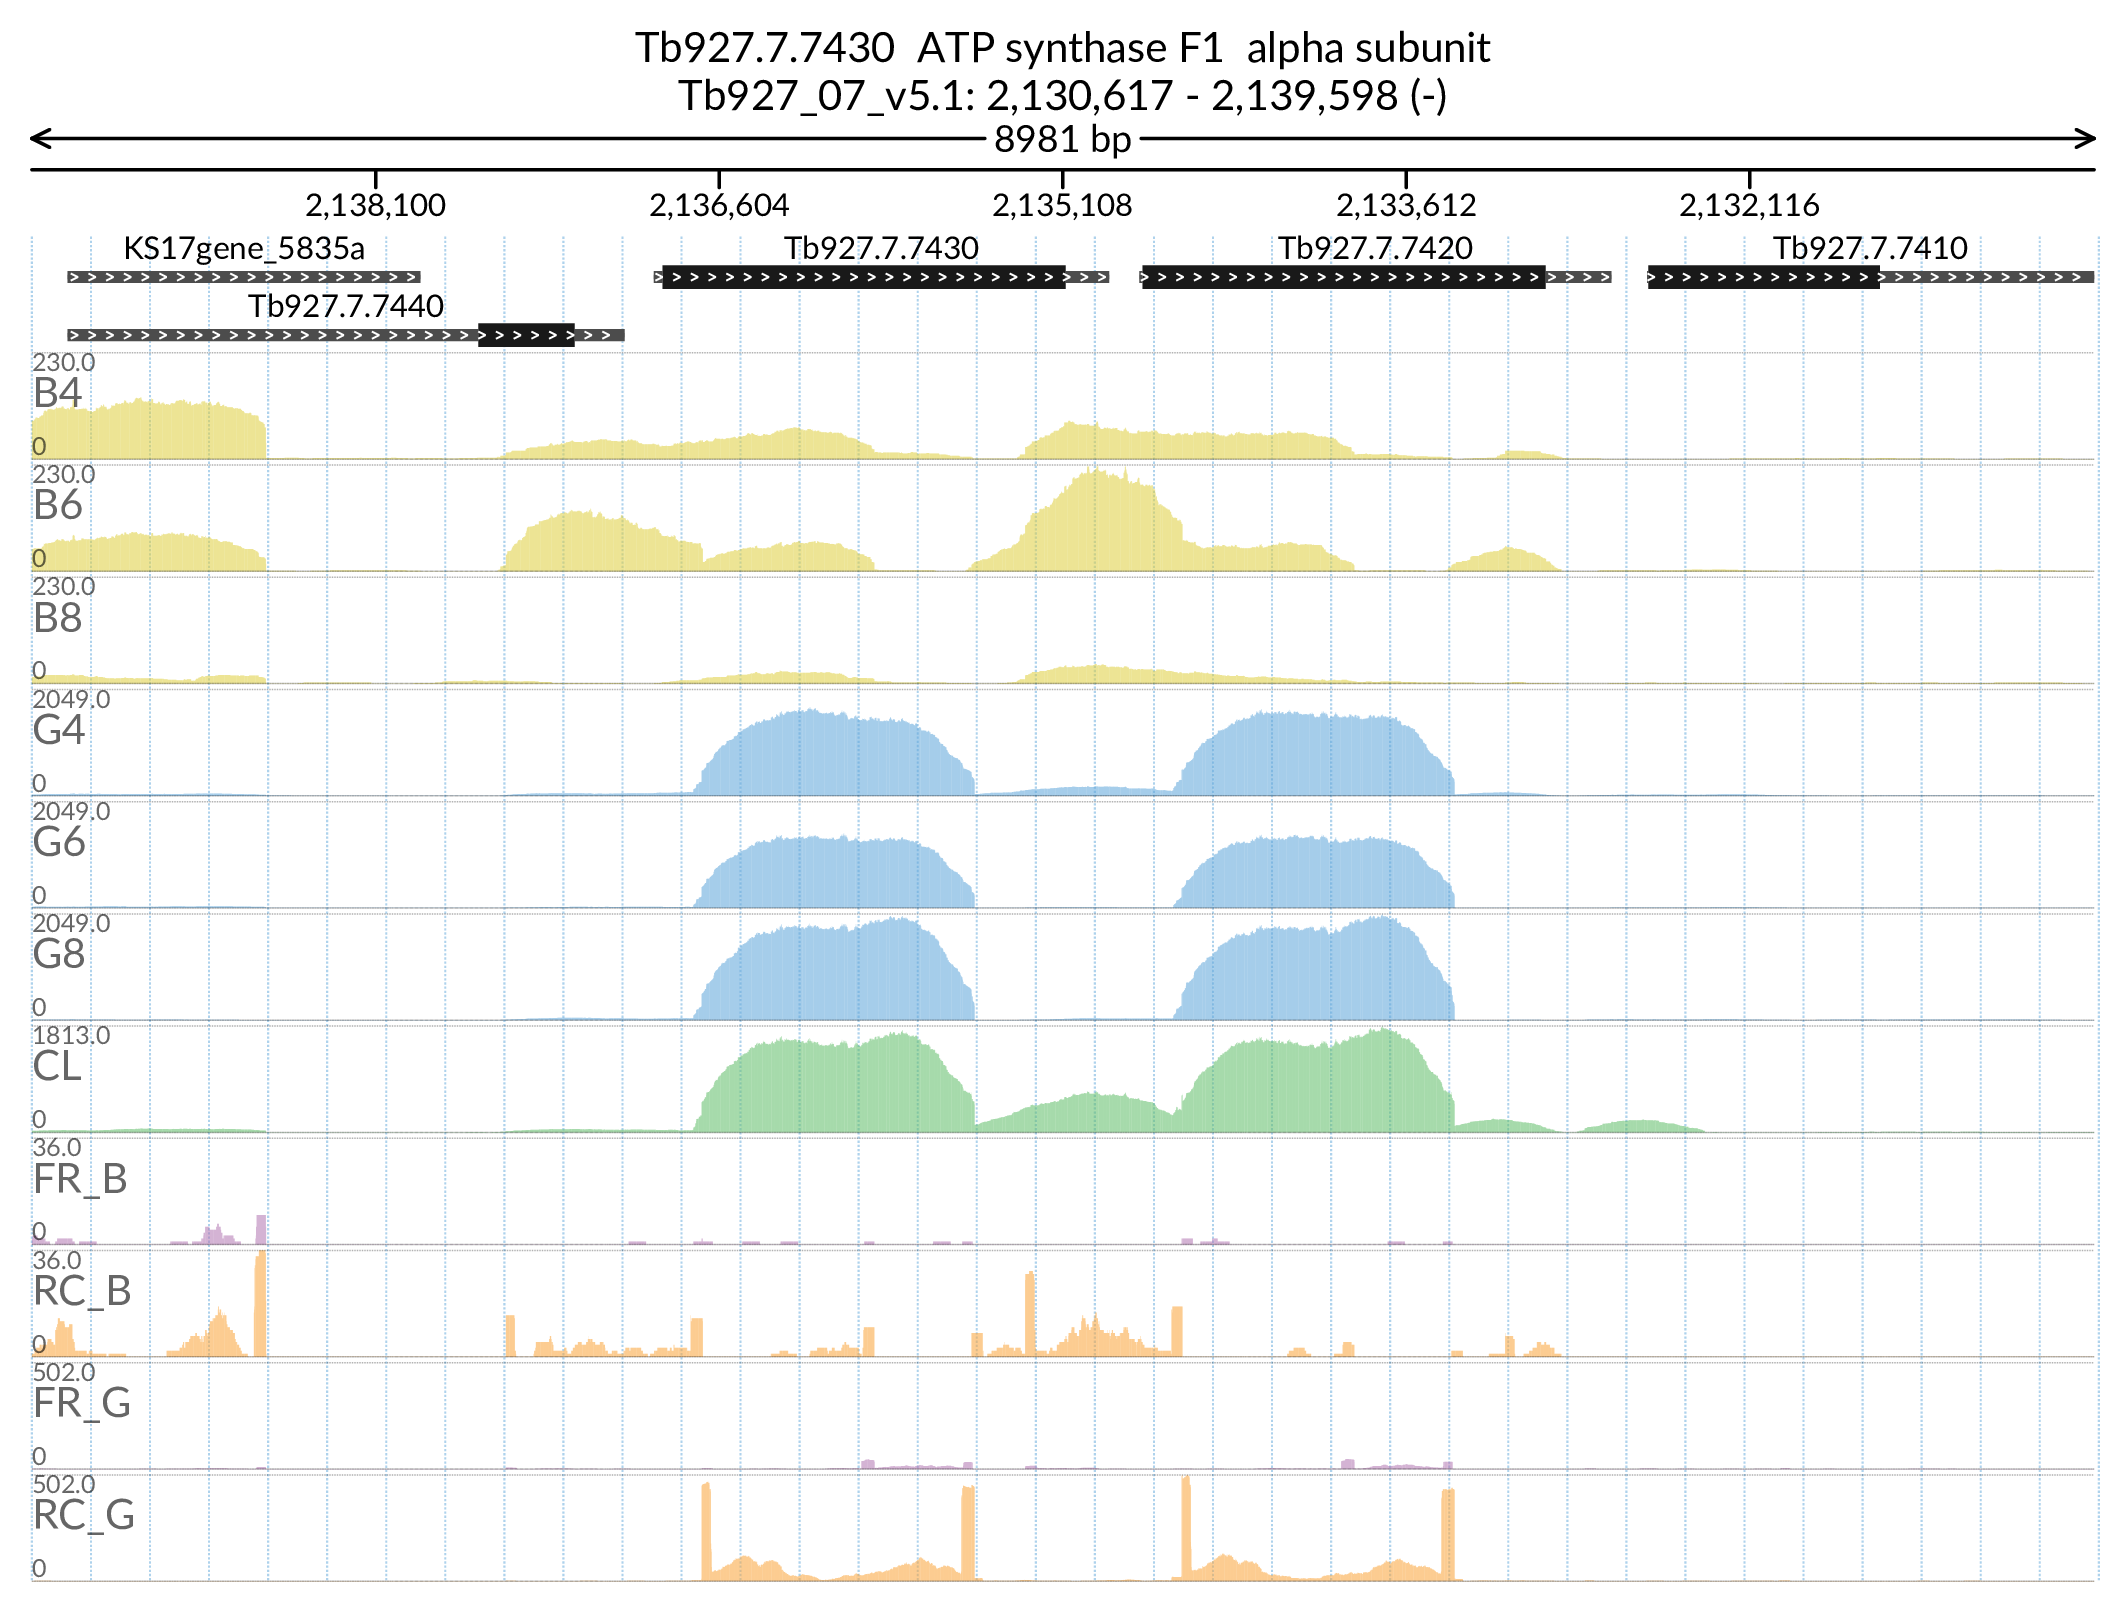 Tb927.7.7430 ATP synthase F1 alpha subunit
Tb927_07_v5.1: 2,130,617 - 2,139,598 (-)
8981 bp
2,138,100 2,136,604 2,135,108 2,133,612 2,132,116
KS17gene_5835a Tb927.7.7430 Tb927.7.7420 Tb927.7.7410
Tb927.7.7440
230.0
B4
0
230.0
B6
0
230.0
B8
0
2049.0
G4
0
2049.0
G6
0
2049.0
G8
0
1813.0
CL
0
36.0
FR_B
0
36.0
RC_B
0
502.0
FR_G
0
502.0
RC_G
0